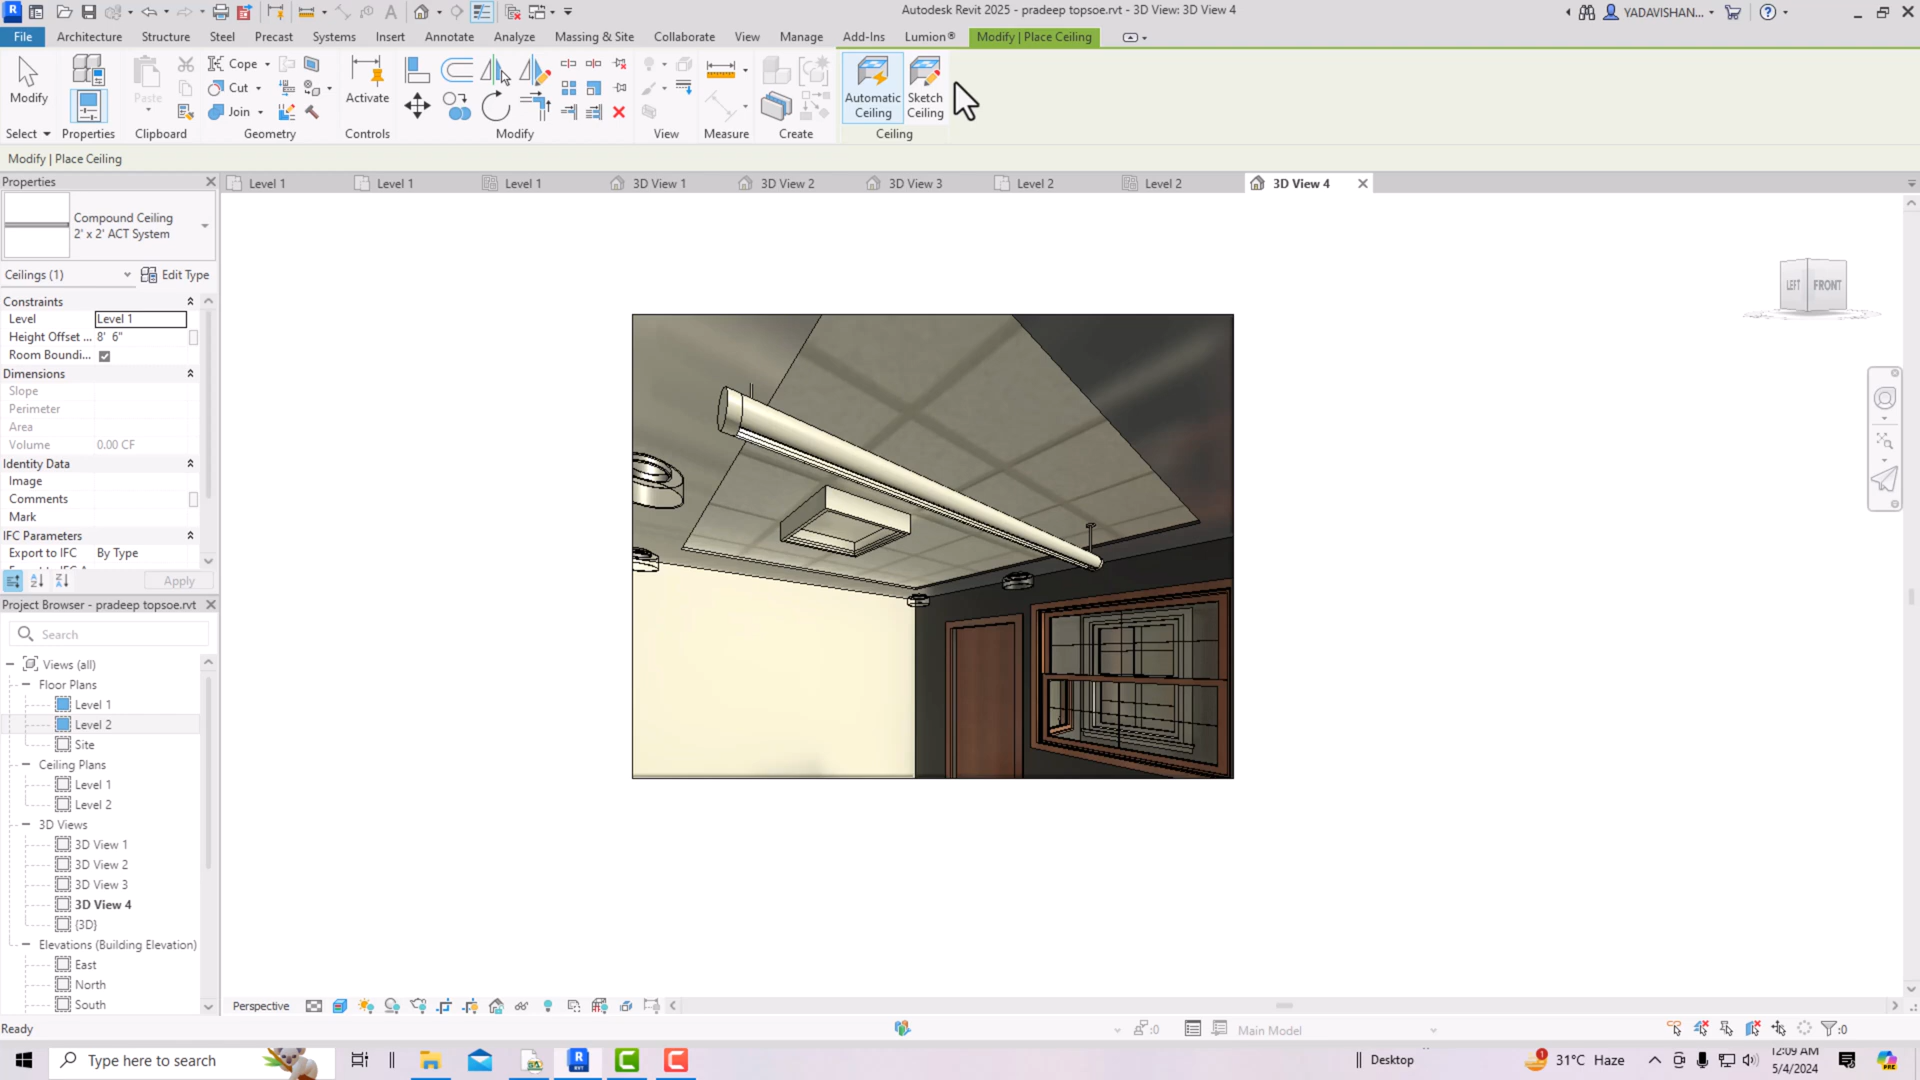 Autodesk Revit 2025 - pradeep topsoe.rvt - 3D View: 3D View 4
YADAVISHAN...
File Architecture Structure Steel Precast Systems Insert Annotate Analyze Massing & Site Collaborate View Manage Add-Ins Lumion® Modify | Place Ceiling
Modify
Paste
Cope
Cut
Join
Activate
Automatic Ceiling
Sketch Ceiling
Select Properties Clipboard Geometry Controls Modify View Measure Create Ceiling
Modify | Place Ceiling
Properties
Level 1 Level 1 Level 1 3D View 1 3D View 2 3D View 3 Level 2 Level 2 3D View 4
Compound Ceiling
2' x 2' ACT System
Ceilings (1) Edit Type
Constraints
Level Level 1
Height Offset ... 8' 6"
Room Boundi...
Dimensions
Slope
Perimeter
Area
Volume 0.00 CF
Identity Data
Image
Comments
Mark
IFC Parameters
Export to IFC By Type
Apply
LEFT FRONT
Project Browser - pradeep topsoe.rvt
Search
Views (all)
Floor Plans
Level 1
Level 2
Site
Ceiling Plans
Level 1
Level 2
3D Views
3D View 1
3D View 2
3D View 3
3D View 4
{3D}
Elevations (Building Elevation)
East
North
South
Perspective
Ready
:0
Main Model
:0
Type here to search
Desktop
1
31°C Haze
12:09 AM
5/4/2024